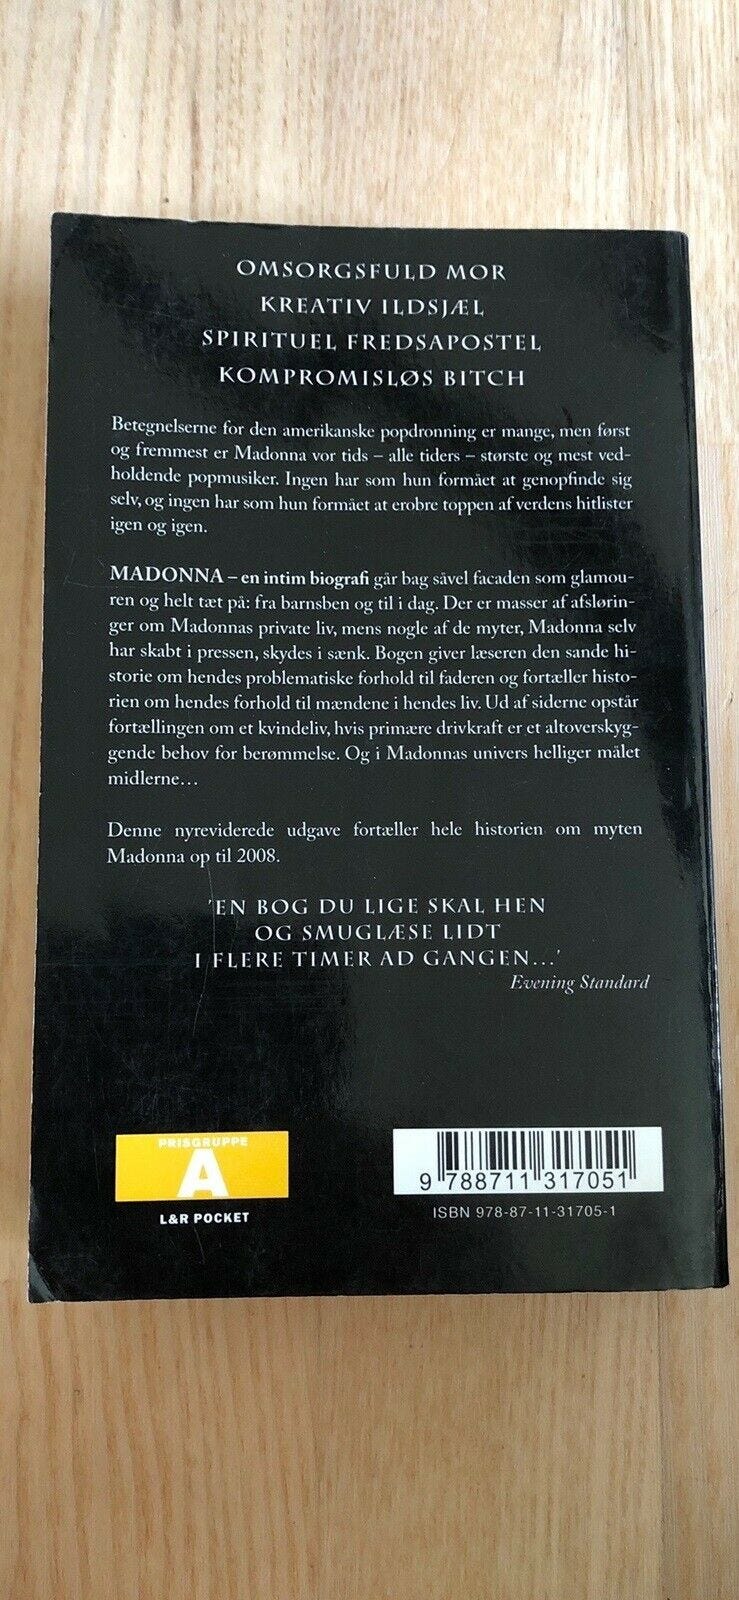 OMSORGSFULD MOR
KREATIV ILDSJÆL
SPIRITUEL FREDSAPOSTEL
KOMPROMISLØS BITCH
Betegnelserne for den amerikanske popdronning er mange, men først
og fremmest er Madonna vor tids – alle tiders – største og mest ved-
holdende popmusiker. Ingen har som hun formået at genopfinde sig
selv, og ingen har som hun formået at erobre toppen af verdens hitlister
igen og igen.
MADONNA – en intim biografi går bag såvel facaden som glamou-
ren og helt tæt på: fra barnsben og til i dag. Der er masser af afslørin-
ger om Madonnas private liv, mens nogle af de myter, Madonna selv
har skabt i pressen, skydes i sænk. Bogen giver læseren den sande hi-
storie om hendes problematiske forhold til faderen og fortæller histo-
rien om hendes forhold til mændene i hendes liv. Ud af siderne opstår
fortællingen om et kvindeliv, hvis primære drivkraft er et altoverskyg-
gende behov for berømmelse. Og i Madonnas univers helliger målet
midlerne…
Denne nyreviderede udgave fortæller hele historien om myten
Madonna op til 2008.
'EN BOG DU LIGE SKAL HEN
OG SMUGLÆSE LIDT
I FLERE TIMER AD GANGEN…'
Evening Standard
PRISGRUPPE
A
L&R POCKET
9 788711 317051
ISBN 978-87-11-31705-1